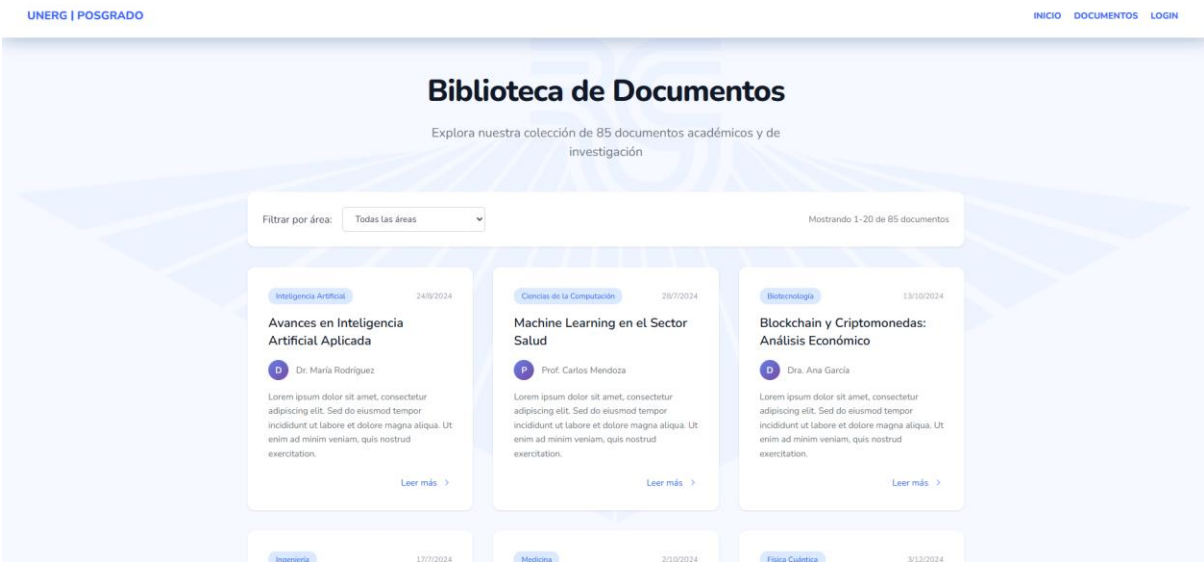 UNERG | POSGRADO
INICIO DOCUMENTOS LOGIN
Biblioteca de Documentos
Explora nuestra colección de 85 documentos académicos y de
investigación
Filtrar por área: Todas las áreas
Mostrando 1-20 de 85 documentos
Inteligencia Artificial 24/8/2024
Avances en Inteligencia
Artificial Aplicada
D Dr. María Rodríguez
Lorem ipsum dolor sit amet, consectetur
adipiscing elit. Sed do eiusmod tempor
incididunt ut labore et dolore magna aliqua. Ut
enim ad minim veniam, quis nostrud
exercitation.
Leer más
Ciencias de la Computación 28/7/2024
Machine Learning en el Sector
Salud
P Prof. Carlos Mendoza
Lorem ipsum dolor sit amet, consectetur
adipiscing elit. Sed do eiusmod tempor
incididunt ut labore et dolore magna aliqua. Ut
enim ad minim veniam, quis nostrud
exercitation.
Leer más
Biotecnología 13/10/2024
Blockchain y Criptomonedas:
Análisis Económico
D Dra. Ana García
Lorem ipsum dolor sit amet, consectetur
adipiscing elit. Sed do eiusmod tempor
incididunt ut labore et dolore magna aliqua. Ut
enim ad minim veniam, quis nostrud
exercitation.
Leer más
Ingeniería 17/7/2024
Medicina 2/10/2024
Física Cuántica 3/12/2024